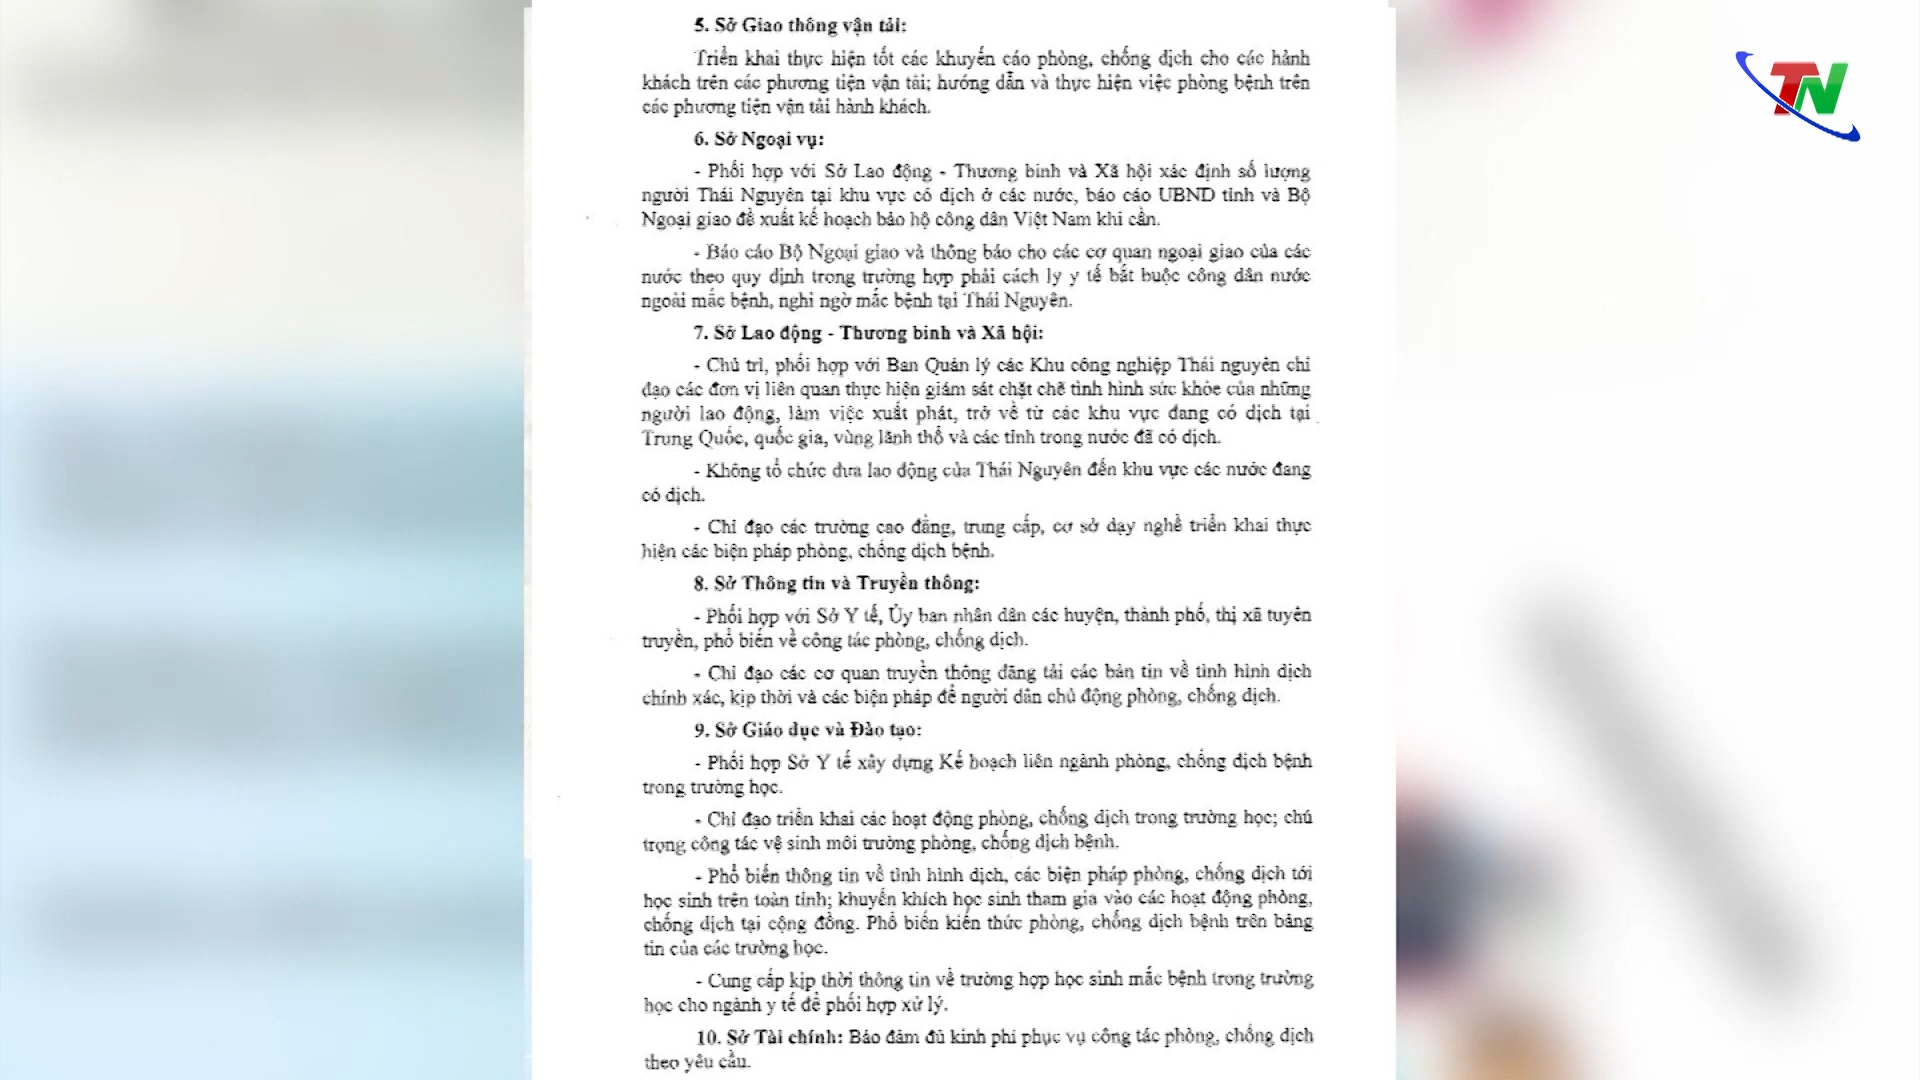 5. Sở Giao thông vận tải:
Triển khai thực hiện tốt các khuyến cáo phòng, chống dịch cho các hành
khách trên các phương tiện vận tải; hướng dẫn và thực hiện việc phòng bệnh trên
các phương tiện vận tải hành khách.
6. Sở Ngoại vụ:
- Phối hợp với Sở Lao động - Thương binh và Xã hội xác định số lượng
người Thái Nguyên tại khu vực có dịch ở các nước, báo cáo UBND tỉnh và Bộ
Ngoại giao đề xuất kế hoạch bảo hộ công dân Việt Nam khi cần.
- Báo cáo Bộ Ngoại giao và thông báo cho các cơ quan ngoại giao của các
nước theo quy định trong trường hợp phải cách ly y tế bắt buộc công dân nước
ngoài mắc bệnh, nghi ngờ mắc bệnh tại Thái Nguyên.
7. Sở Lao động - Thương binh và Xã hội:
- Chủ trì, phối hợp với Ban Quản lý các Khu công nghiệp Thái nguyên chỉ
đạo các đơn vị liên quan thực hiện giám sát chặt chẽ tình hình sức khỏe của những
người lao động, làm việc xuất phát, trở về từ các khu vực đang có dịch tại
Trung Quốc, quốc gia, vùng lãnh thổ và các tỉnh trong nước đã có dịch.
- Không tổ chức đưa lao động của Thái Nguyên đến khu vực các nước đang
có dịch.
- Chỉ đạo các trường cao đẳng, trung cấp, cơ sở dạy nghề triển khai thực
hiện các biện pháp phòng, chống dịch bệnh.
8. Sở Thông tin và Truyền thông:
- Phối hợp với Sở Y tế, Ủy ban nhân dân các huyện, thành phố, thị xã tuyên
truyền, phổ biến về công tác phòng, chống dịch.
- Chỉ đạo các cơ quan truyền thông đăng tải các bản tin về tình hình dịch
chính xác, kịp thời và các biện pháp để người dân chủ động phòng, chống dịch.
9. Sở Giáo dục và Đào tạo:
- Phối hợp Sở Y tế xây dựng Kế hoạch liên ngành phòng, chống dịch bệnh
trong trường học.
- Chỉ đạo triển khai các hoạt động phòng, chống dịch trong trường học; chú
trọng công tác vệ sinh môi trường phòng, chống dịch bệnh.
- Phổ biến thông tin về tình hình dịch, các biện pháp phòng, chống dịch tới
học sinh trên toàn tỉnh; khuyến khích học sinh tham gia vào các hoạt động phòng,
chống dịch tại cộng đồng. Phổ biến kiến thức phòng, chống dịch bệnh trên bảng
tin của các trường học.
- Cung cấp kịp thời thông tin về trường hợp học sinh mắc bệnh trong trường
học cho ngành y tế để phối hợp xử lý.
10. Sở Tài chính: Bảo đảm đủ kinh phí phục vụ công tác phòng, chống dịch
theo yêu cầu.
TN